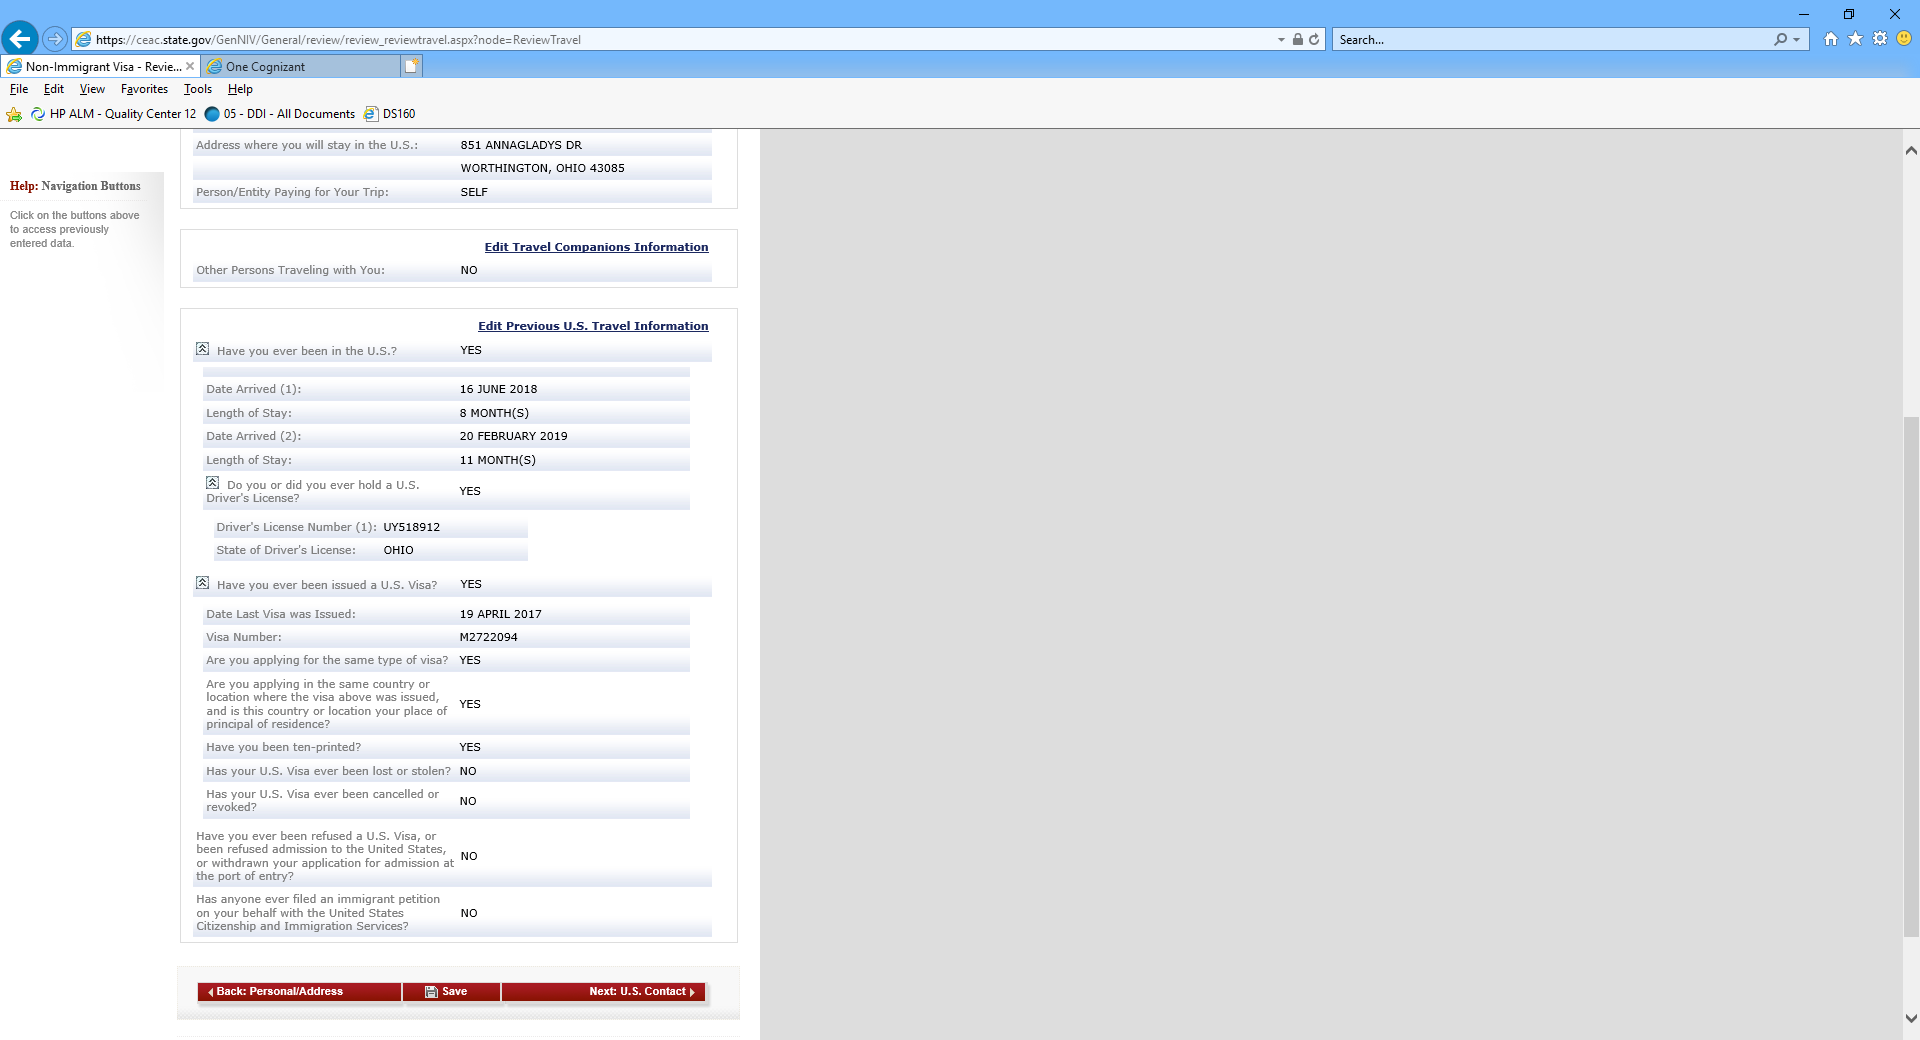 https://ceac.state.gov/GenNIV/General/review/review_reviewtravel.aspx?node=ReviewTravel
Search...
Non-Immigrant Visa - Revie...
One Cognizant
File Edit View Favorites Tools Help
HP ALM - Quality Center 12
05 - DDI - All Documents
DS160
Help: Navigation Buttons
Click on the buttons above
to access previously
entered data.
Address where you will stay in the U.S.: 851 ANNAGLADYS DR
WORTHINGTON, OHIO 43085
Person/Entity Paying for Your Trip: SELF
Edit Travel Companions Information
Other Persons Traveling with You: NO
Edit Previous U.S. Travel Information
Have you ever been in the U.S.? YES
Date Arrived (1): 16 JUNE 2018
Length of Stay: 8 MONTH(S)
Date Arrived (2): 20 FEBRUARY 2019
Length of Stay: 11 MONTH(S)
Do you or did you ever hold a U.S.
Driver's License?
YES
Driver's License Number (1): UY518912
State of Driver's License: OHIO
Have you ever been issued a U.S. Visa? YES
Date Last Visa was Issued: 19 APRIL 2017
Visa Number: M2722094
Are you applying for the same type of visa? YES
Are you applying in the same country or
location where the visa above was issued,
and is this country or location your place of
principal of residence?
YES
Have you been ten-printed? YES
Has your U.S. Visa ever been lost or stolen? NO
Has your U.S. Visa ever been cancelled or
revoked?
NO
Have you ever been refused a U.S. Visa, or
been refused admission to the United States,
or withdrawn your application for admission at
the port of entry?
NO
Has anyone ever filed an immigrant petition
on your behalf with the United States
Citizenship and Immigration Services?
NO
Back: Personal/Address
Save
Next: U.S. Contact